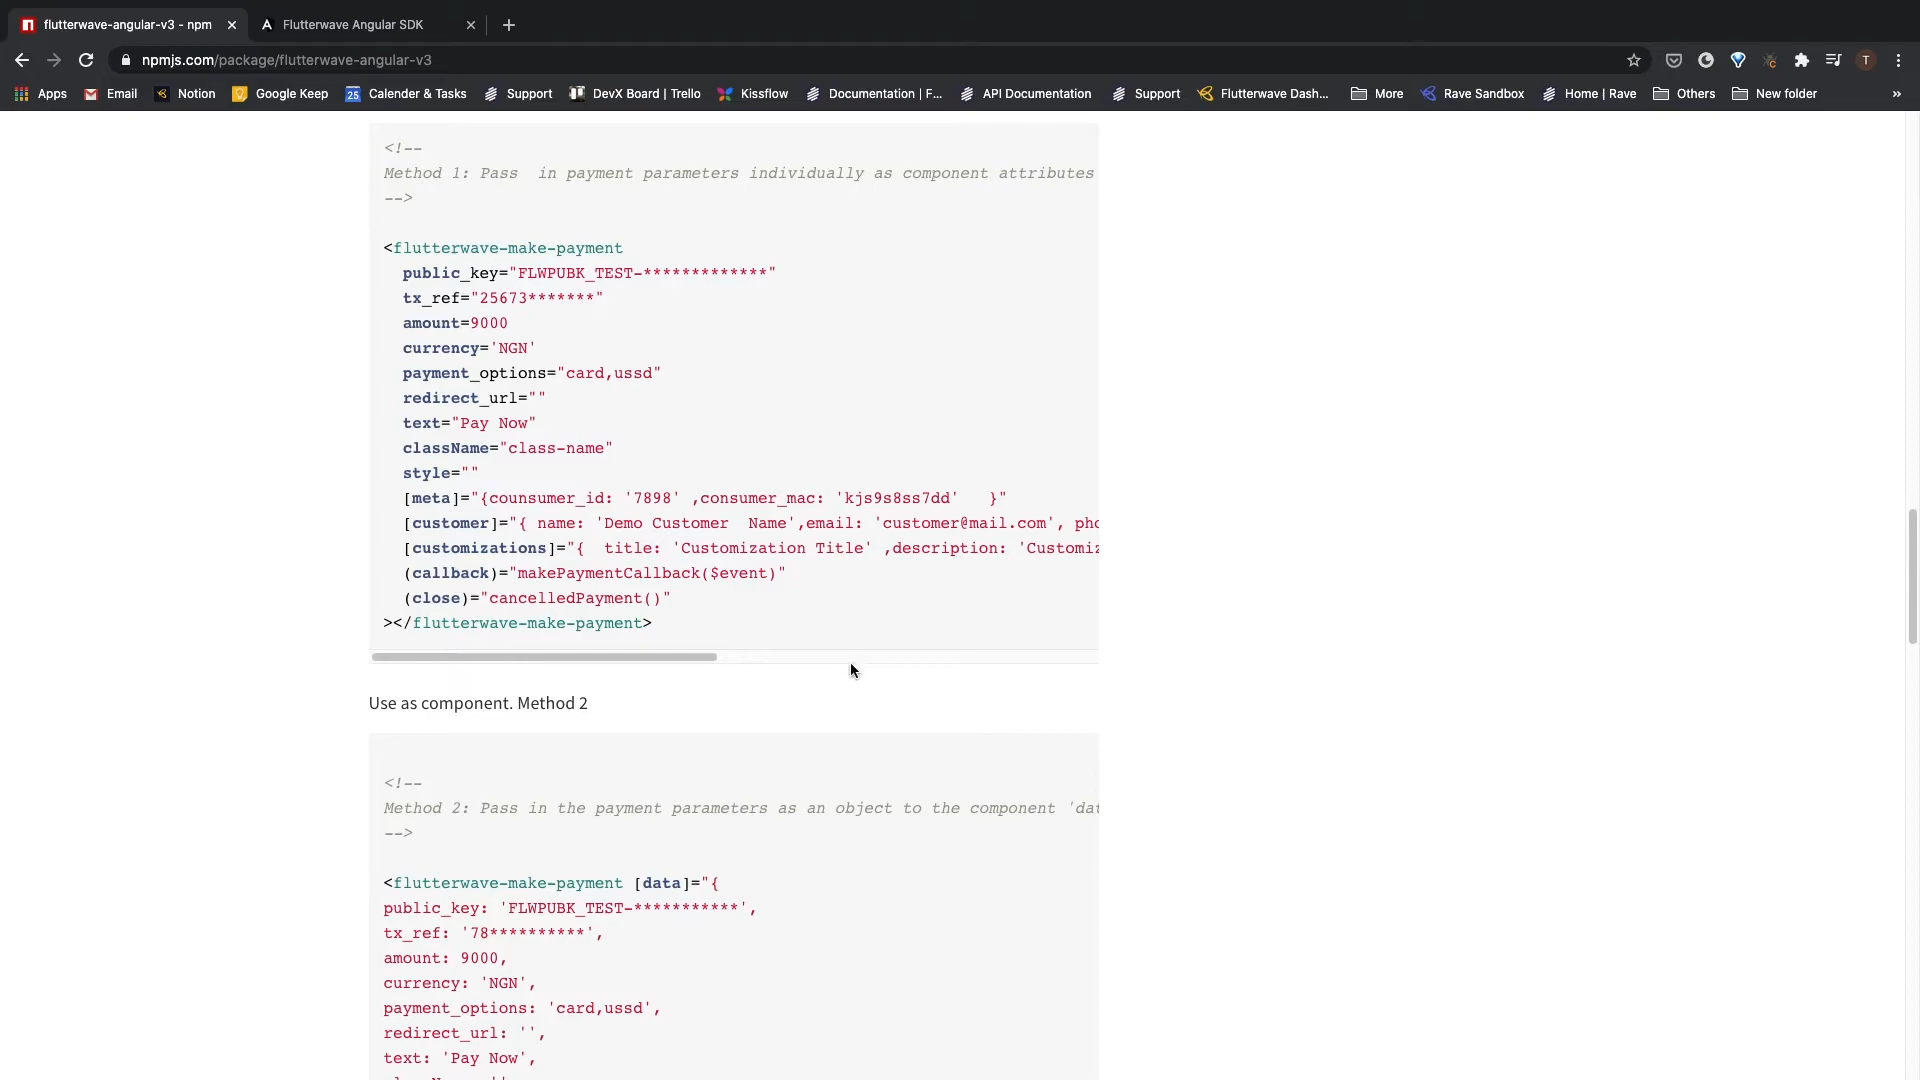 flutterwave-angular-v3 - npm
Flutterwave Angular SDK
npmjs.com/package/flutterwave-angular-v3
T
Apps
Email
Notion
Google Keep
25
Calender & Tasks
Support
DevX Board | Trello
Kissflow
Documentation | F...
API Documentation
Support
Flutterwave Dash...
More
Rave Sandbox
Home | Rave
Others
New folder
»
<!--
Method 1: Pass  in payment parameters individually as component attributes
-->
<flutterwave-make-payment
public_key="FLWPUBK_TEST-*************"
tx_ref="25673*******"
amount=9000
currency='NGN'
payment_options="card,ussd"
redirect_url=""
text="Pay Now"
className="class-name"
style=""
[meta]="{counsumer_id: '7898' ,consumer_mac: 'kjs9s8ss7dd'   }"
[customer]="{ name: 'Demo Customer  Name',email: 'customer@mail.com', pho
[customizations]="{  title: 'Customization Title' ,description: 'Customiz
(callback)="makePaymentCallback($event)"
(close)="cancelledPayment()"
></flutterwave-make-payment>
Use as component. Method 2
<!--
Method 2: Pass in the payment parameters as an object to the component 'dat
-->
<flutterwave-make-payment [data]="{
public_key: 'FLWPUBK_TEST-***********',
tx_ref: '78**********',
amount: 9000,
currency: 'NGN',
payment_options: 'card,ussd',
redirect_url: '',
text: 'Pay Now',